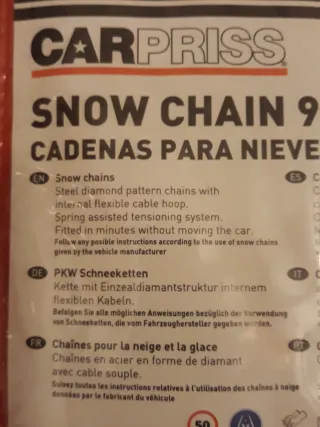 CARPRISS
SNOW CHAIN 9
CADENAS PARA NIEVE
EN Snow chains
Steel diamond pattern chains with
internal flexible cable hoop.
Spring assisted tensioning system.
Fitted in minutes without moving the car.
Follow any posible instructions according to the use of snow chains
given by the vehicle manufacturer
ES
DE PKW Schneeketten
Kette mit Einzealdiamantstruktur internem
flexiblen Kabeln.
Befolgen Sie alle möglichen Anweisungen bezüglich der Verwendung
von Schneeketten, die vom Fahrzeughersteller gegeben werden.
IT
FR Chaînes pour la neige et la glace
Chaînes en acier en forme de diamant
avec cable souple.
Suivez toutes les instructions relatives à l'utilisation des chaînes à neige
données par le fabricant du véhicule
PT
50